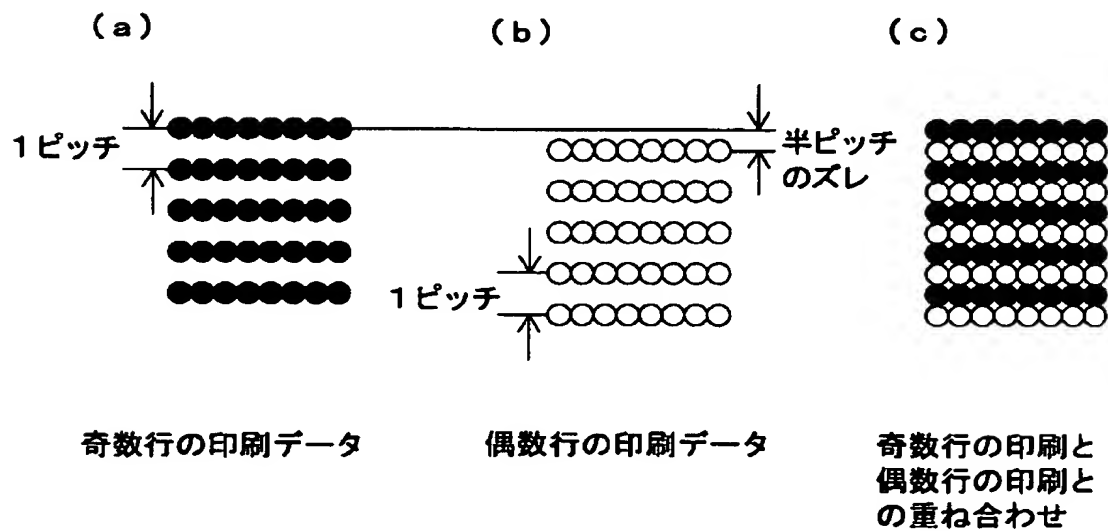 (a)
(b)
(c)
1ピッチ
半ピッチ
のズレ
1ピッチ
奇数行の印刷データ
偶数行の印刷データ
奇数行の印刷と
偶数行の印刷と
の重ね合わせ